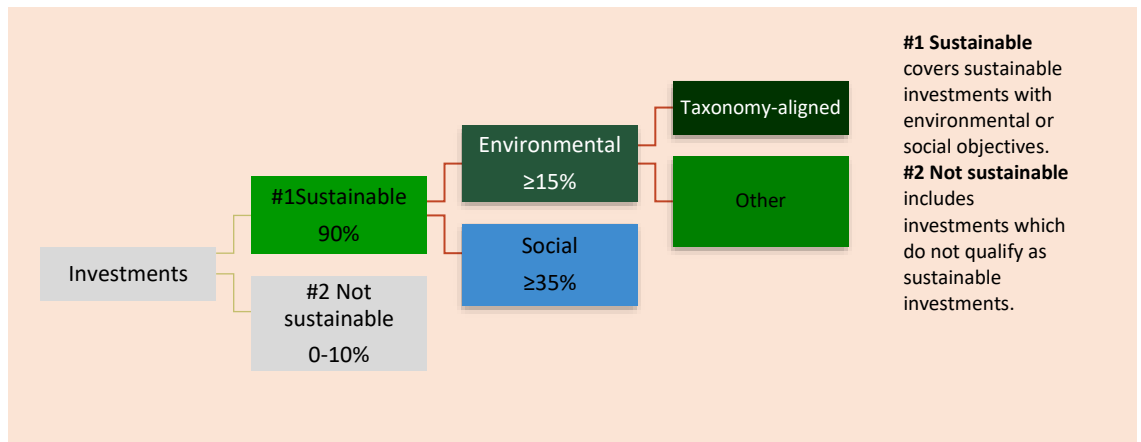 Investments
#1Sustainable
90%
#2 Not
sustainable
0-10%
Environmental
≥15%
Social
≥35%
Taxonomy-aligned
Other
#1 Sustainable
covers sustainable
investments with
environmental or
social objectives.
#2 Not sustainable
includes
investments which
do not qualify as
sustainable
investments.